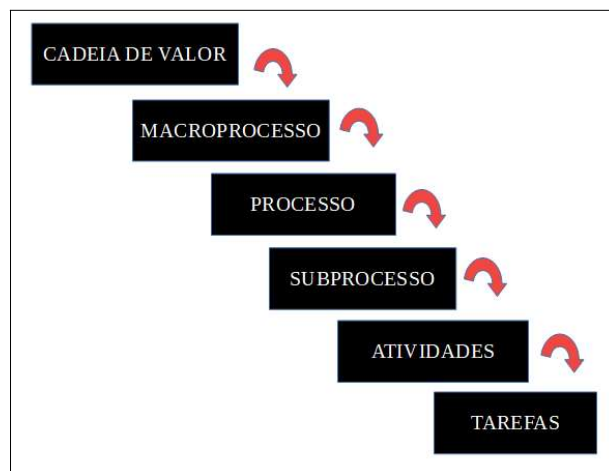 CADEIA DE VALOR
MACROPROCESSO
PROCESSO
SUBPROCESSO
ATIVIDADES
TAREFAS